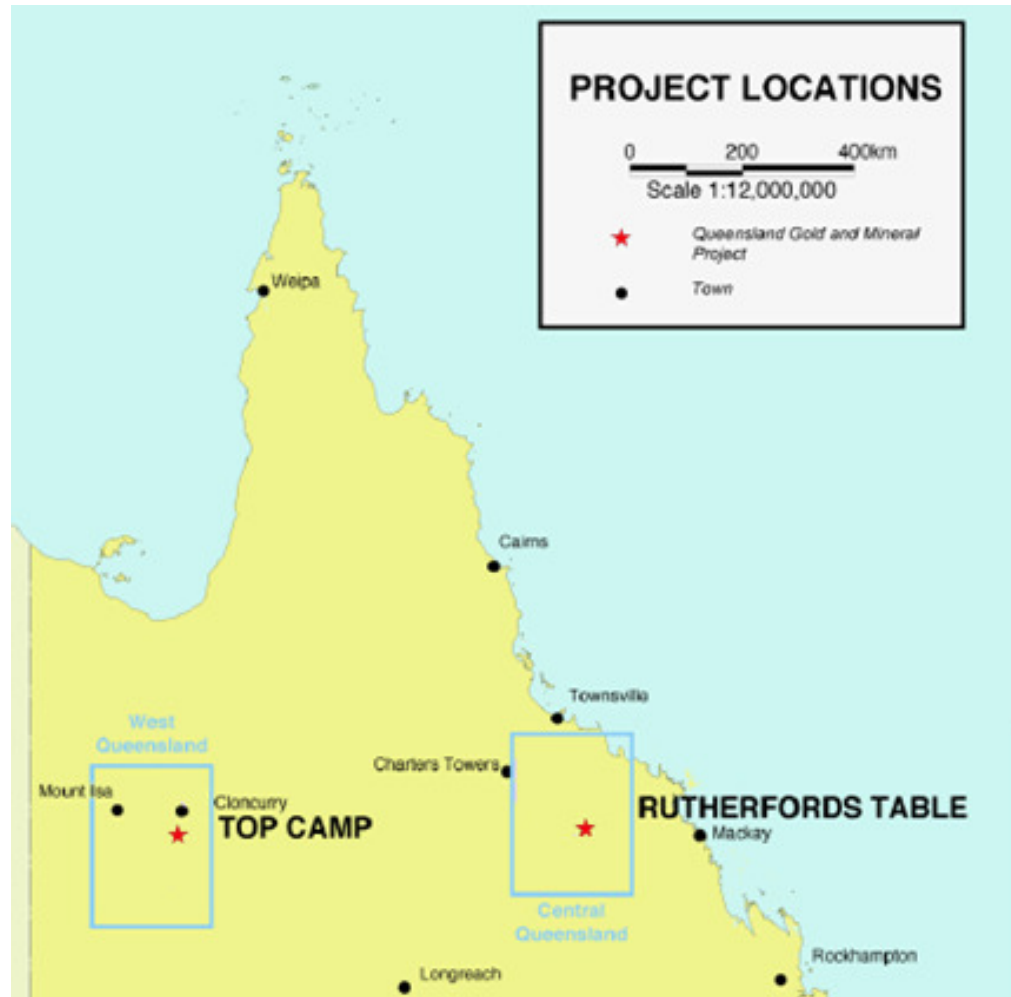 PROJECT LOCATIONS
0 200 400km
Scale 1:12,000,000
Queensland Gold and Mineral
Project
Town
Weipa
Cairns
Townsville
West
Queensland
Charters Towers
Mount Isa
Cloncurry
TOP CAMP
RUTHERFORDS TABLE
Mackay
Central
Queensland
Rockhampton
Longreach